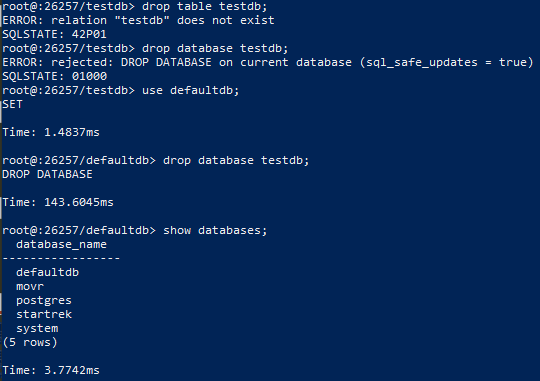 root@:26257/testdb> drop table testdb;
ERROR: relation "testdb" does not exist
SQLSTATE: 42P01
root@:26257/testdb> drop database testdb;
ERROR: rejected: DROP DATABASE on current database (sql_safe_updates = true)
SQLSTATE: 01000
root@:26257/testdb> use defaultdb;
SET
Time: 1.4837ms
root@:26257/defaultdb> drop database testdb;
DROP DATABASE
Time: 143.6045ms
root@:26257/defaultdb> show databases;
database_name
-----------------
defaultdb
movr
postgres
startrek
system
(5 rows)
Time: 3.7742ms